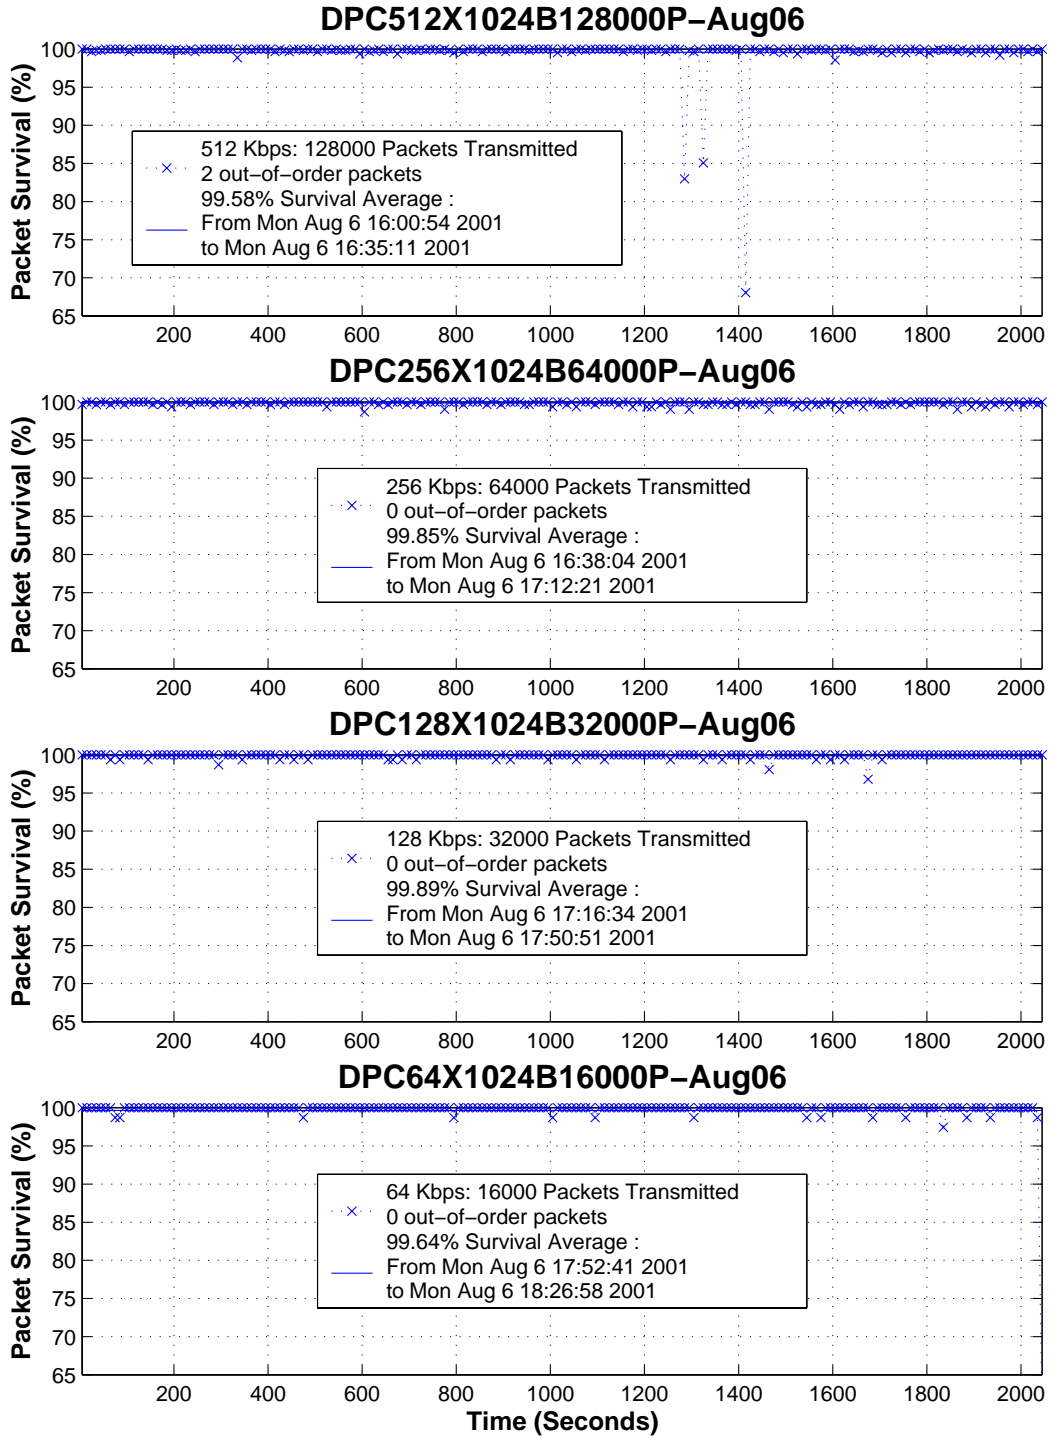 DPC512X1024B128000P−Aug06
Packet Survival (%)
100
95
90
85
80
75
70
65
512 Kbps: 128000 Packets Transmitted
2 out−of−order packets
99.58% Survival Average :
From Mon Aug 6 16:00:54 2001
to Mon Aug 6 16:35:11 2001
200 400 600 800 1000 1200 1400 1600 1800 2000
DPC256X1024B64000P−Aug06
Packet Survival (%)
100
95
90
85
80
75
70
65
256 Kbps: 64000 Packets Transmitted
0 out−of−order packets
99.85% Survival Average :
From Mon Aug 6 16:38:04 2001
to Mon Aug 6 17:12:21 2001
200 400 600 800 1000 1200 1400 1600 1800 2000
DPC128X1024B32000P−Aug06
Packet Survival (%)
100
95
90
85
80
75
70
65
128 Kbps: 32000 Packets Transmitted
0 out−of−order packets
99.89% Survival Average :
From Mon Aug 6 17:16:34 2001
to Mon Aug 6 17:50:51 2001
200 400 600 800 1000 1200 1400 1600 1800 2000
DPC64X1024B16000P−Aug06
Packet Survival (%)
100
95
90
85
80
75
70
65
64 Kbps: 16000 Packets Transmitted
0 out−of−order packets
99.64% Survival Average :
From Mon Aug 6 17:52:41 2001
to Mon Aug 6 18:26:58 2001
200 400 600 800 1000 1200 1400 1600 1800 2000
Time (Seconds)